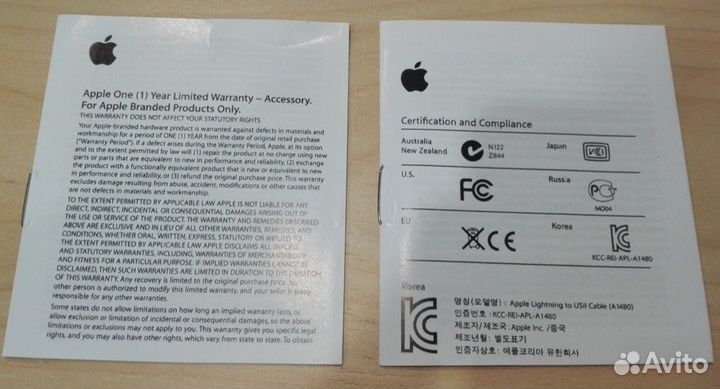 Apple One (1) Year Limited Warranty – Accessory.
For Apple Branded Products Only.
THIS WARRANTY DOES NOT AFFECT YOUR STATUTORY RIGHTS
Your Apple-branded hardware product is warranted against defects in materials and
workmanship for a period of ONE (1) YEAR from the date of original retail purchase
("Warranty Period"). If a defect arises during the Warranty Period, Apple, at its option
and to the extent permitted by law will (1) repair the product at no charge using new
parts or parts that are equivalent to new in performance and reliability, (2) exchange
the product with a functionally equivalent product that is new or equivalent to new
in performance and reliability, or (3) refund the original purchase price. This warranty
excludes damage resulting from abuse, accident, modifications or other causes that
are not defects in materials and workmanship.
TO THE EXTENT PERMITTED BY APPLICABLE LAW APPLE IS NOT LIABLE FOR ANY
DIRECT, INDIRECT, INCIDENTAL OR CONSEQUENTIAL DAMAGES ARISING OUT OF
THE USE OR SERVICE OF THE PRODUCT. THE WARRANTY AND REMEDIES DESCRIBED
ABOVE ARE EXCLUSIVE AND IN LIEU OF ALL OTHER WARRANTIES, REMEDIES, AND
CONDITIONS, WHETHER ORAL, WRITTEN, EXPRESS, STATUTORY OR IMPLIED. TO
THE EXTENT PERMITTED BY APPLICABLE LAW APPLE DISCLAIMS ALL IMPLIED
AND STATUTORY WARRANTIES, INCLUDING, WARRANTIES OF MERCHANTABILITY
AND FITNESS FOR A PARTICULAR PURPOSE. IF IMPLIED WARRANTIES CANNOT BE
DISCLAIMED, THEN SUCH WARRANTIES ARE LIMITED IN DURATION TO THE DURATION
OF THIS WARRANTY. Any recovery is limited to the original purchase price. No
other person is authorized to modify this limited warranty, and your seller is solely
responsible for any other warranties.
Some states do not allow limitations on how long an implied warranty lasts, or
allow exclusion or limitation of incidental or consequential damages, so the above
limitations or exclusions may not apply to you. This warranty gives you specific legal
rights, and you may also have other rights, which vary from state to state. To obtain
Certification and Compliance
Australia
New Zealand
N122
Z844
Japan
VCI
U.S.
FC
Russia
РС
MO04
EU
CE
Korea
KC
KCC-REI-APL-A1480
Korea
KC
명칭(모델명) : Apple Lightning to USB Cable (A1480)
인증번호 : KCC-REI-APL-A1480
제조자/제조국 : Apple Inc. /중국
제조년월 : 별도표기
인증자상호 : 애플코리아 유한회사
Avito